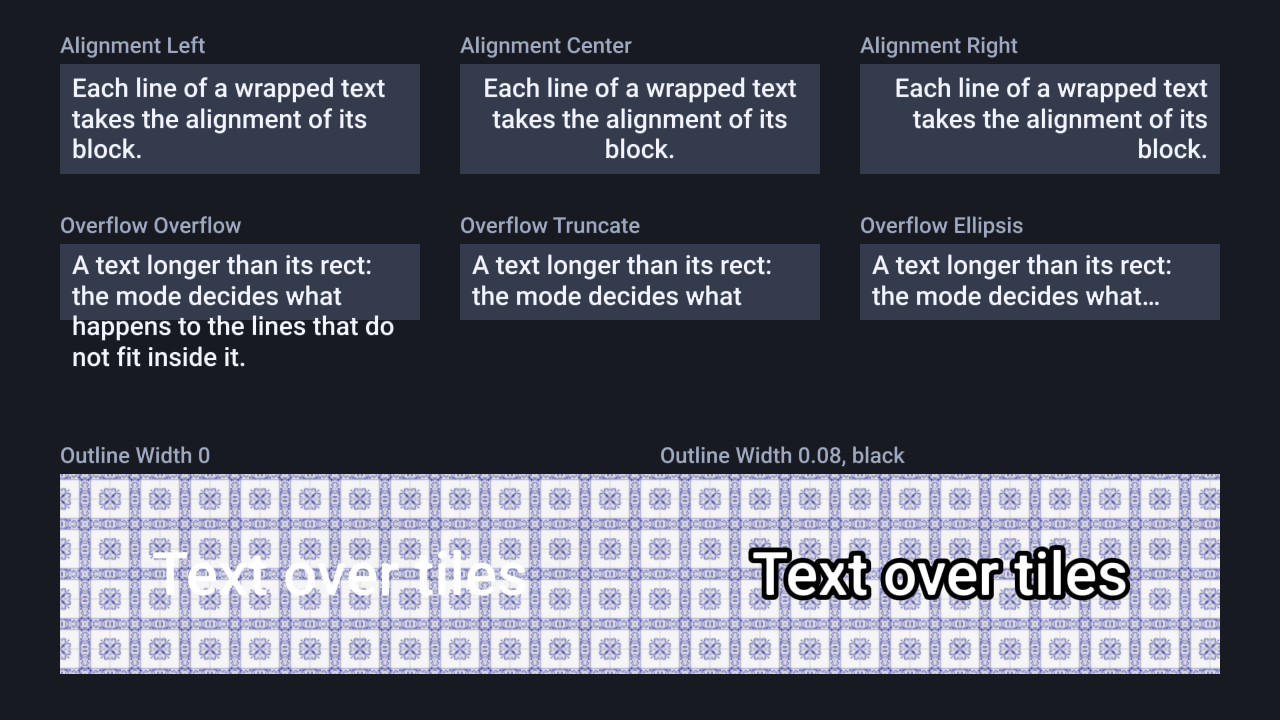 Alignment Left
Each line of a wrapped text
takes the alignment of its
block.
Alignment Center
Each line of a wrapped text
takes the alignment of its
block.
Alignment Right
Each line of a wrapped text
takes the alignment of its
block.
Overflow Overflow
A text longer than its rect:
the mode decides what
happens to the lines that do
not fit inside it.
Overflow Truncate
A text longer than its rect:
the mode decides what
Overflow Ellipsis
A text longer than its rect:
the mode decides what…
Outline Width 0
Text over tiles
Outline Width 0.08, black
Text over tiles